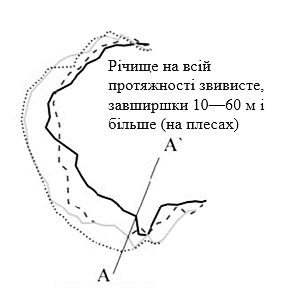 Річище на всій
протяжності звивисте,
завширшки 10—60 м і
більше (на плесах)
А`
А